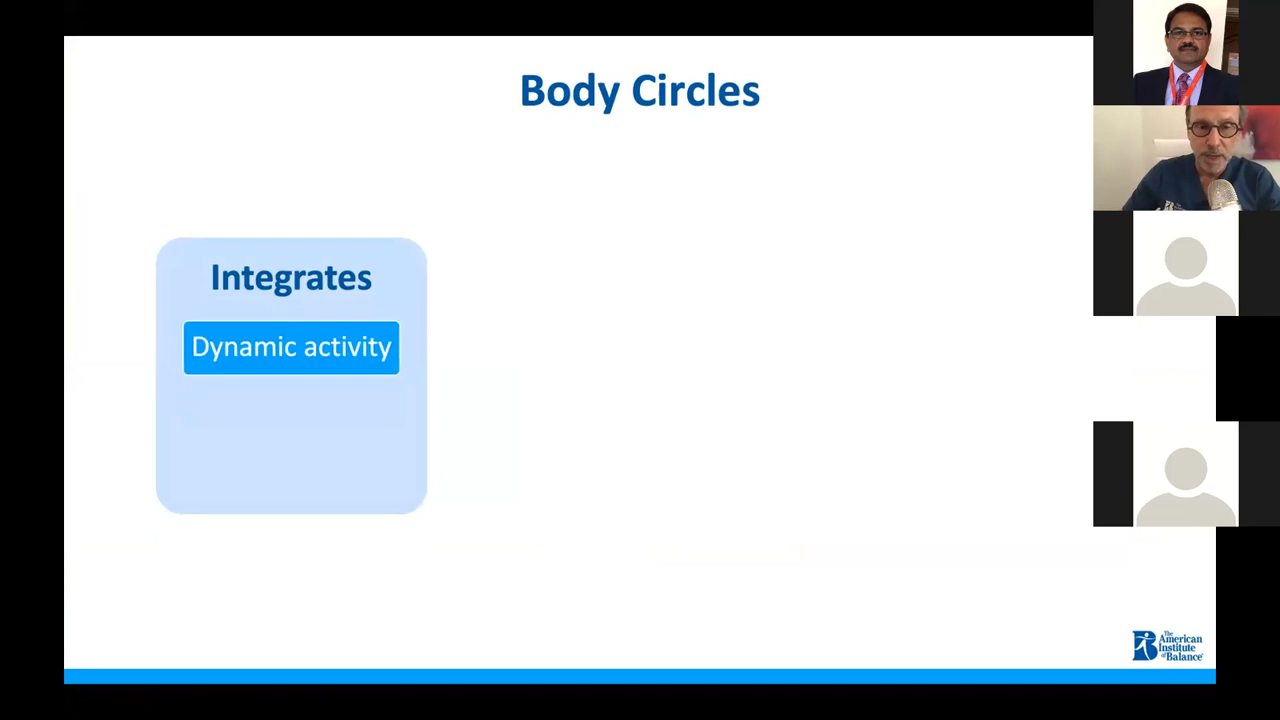 Body Circles
Integrates
Dynamic activity
The
American
Institute
of Balance